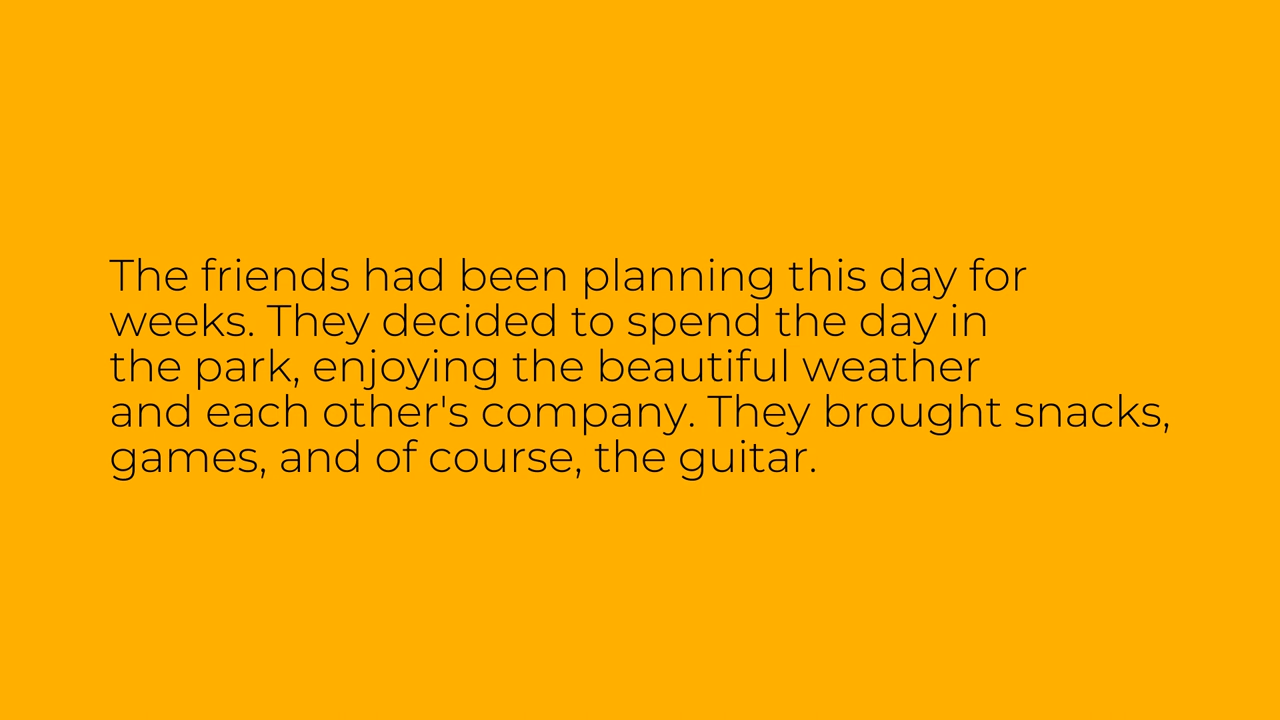 The friends had been planning this day for
weeks. They decided to spend the day in
the park, enjoying the beautiful weather
and each other's company. They brought snacks,
games, and of course, the guitar.